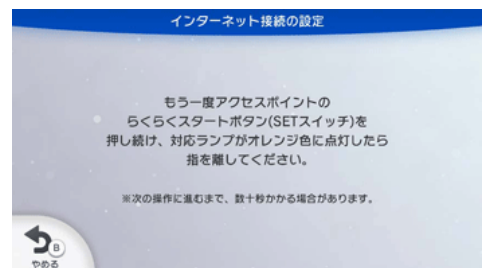 インターネット接続の設定
もう一度アクセスポイントの
らくらくスタートボタン(SETスイッチ)を
押し続け、対応ランプがオレンジ色に点灯したら
指を離してください。
※次の操作に進むまで、数十秒かかる場合があります。
B
やめる